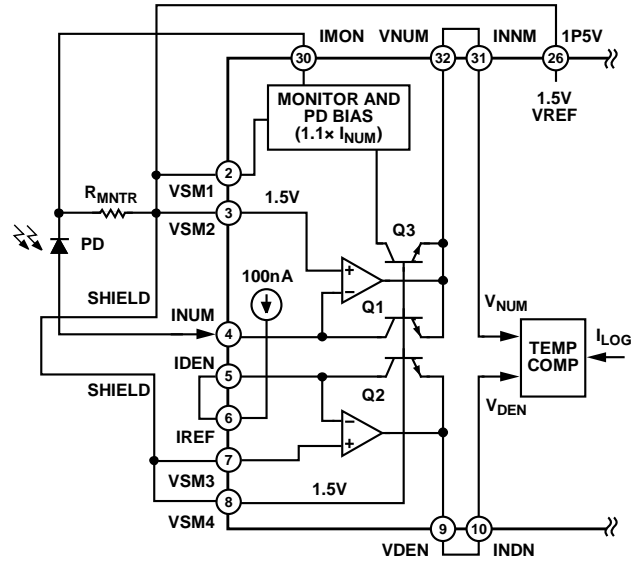 IMON VNUM INNM 1P5V
30 32 31 26
MONITOR AND
PD BIAS
(1.1× INUM)
1.5V
VREF
2
VSM1
RMNTR
1.5V
3
VSM2
Q3
PD
100nA
SHIELD
INUM
Q1
VNUM
4
TEMP
COMP
ILOG
IDEN
5
Q2
SHIELD
VDEN
6
IREF
7
VSM3
1.5V
8
VSM4
9 10
VDEN INDN